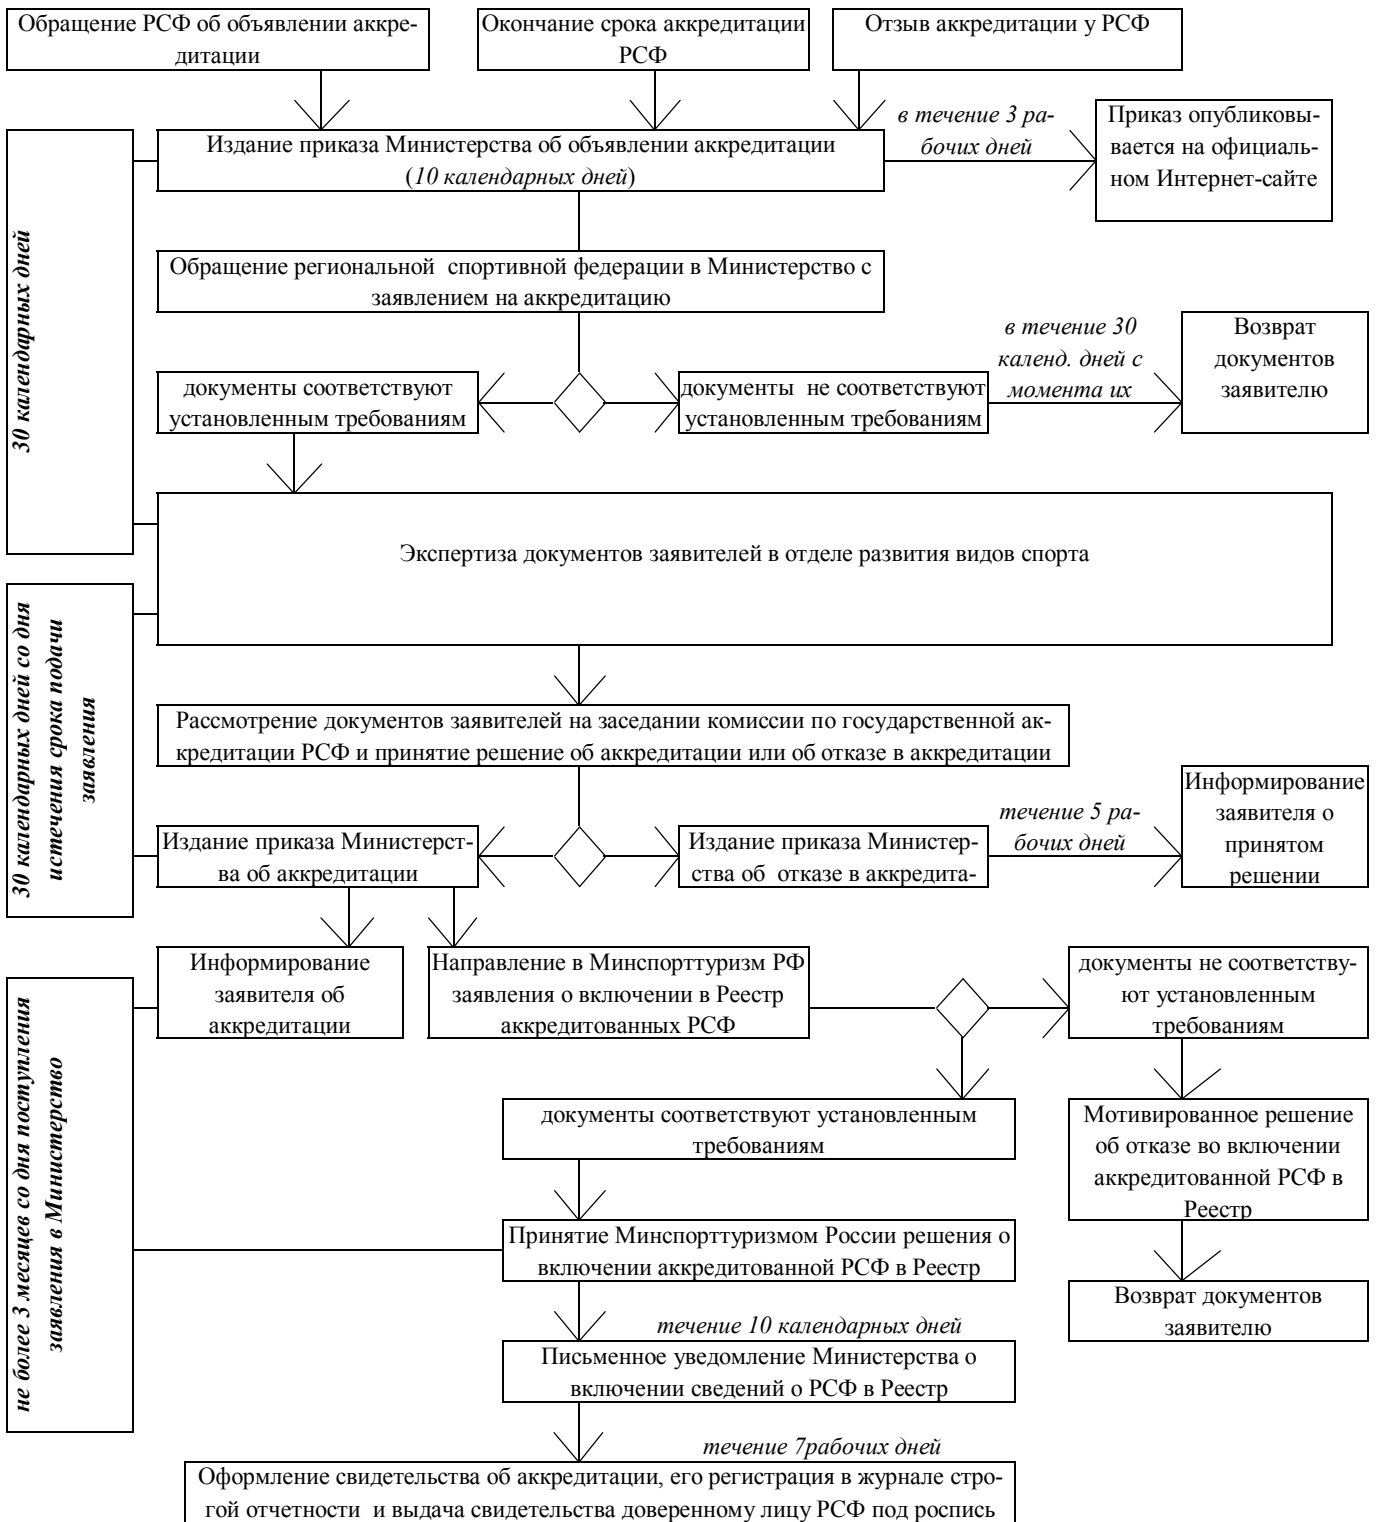 Обращение РСФ об объявлении аккре-
дитации
Окончание срока аккредитации
РСФ
Отзыв аккредитации у РСФ
30 календарных дней
Издание приказа Министерства об объявлении аккредитации
(10 календарных дней)
в течение 3 ра-
бочих дней
Приказ опубликовы-
вается на официаль-
ном Интернет-сайте
Обращение региональной спортивной федерации в Министерство с
заявлением на аккредитацию
документы соответствуют
установленным требованиям
документы не соответствуют
установленным требованиям
в течение 30
календ. дней с
момента их
Возврат
документов
заявителю
Экспертиза документов заявителей в отделе развития видов спорта
30 календарных дней со дня
истечения срока подачи
заявления
Рассмотрение документов заявителей на заседании комиссии по государственной ак-
кредитации РСФ и принятие решение об аккредитации или об отказе в аккредитации
Издание приказа Министерст-
ва об аккредитации
Издание приказа Министер-
ства об отказе в аккредита-
течение 5 ра-
бочих дней
Информирование
заявителя о
принятом
решении
не более 3 месяцев со дня поступления
заявления в Министерство
Информирование
заявителя об
аккредитации
Направление в Минспорттуризм РФ
заявления о включении в Реестр
аккредитованных РСФ
документы не соответству-
ют установленным
требованиям
документы соответствуют установленным
требованиям
Мотивированное решение
об отказе во включении
аккредитованной РСФ в
Реестр
Принятие Минспорттуризмом России решения о
включении аккредитованной РСФ в Реестр
Возврат документов
заявителю
течение 10 календарных дней
Письменное уведомление Министерства о
включении сведений о РСФ в Реестр
течение 7рабочих дней
Оформление свидетельства об аккредитации, его регистрация в журнале стро-
гой отчетности и выдача свидетельства доверенному лицу РСФ под роспись